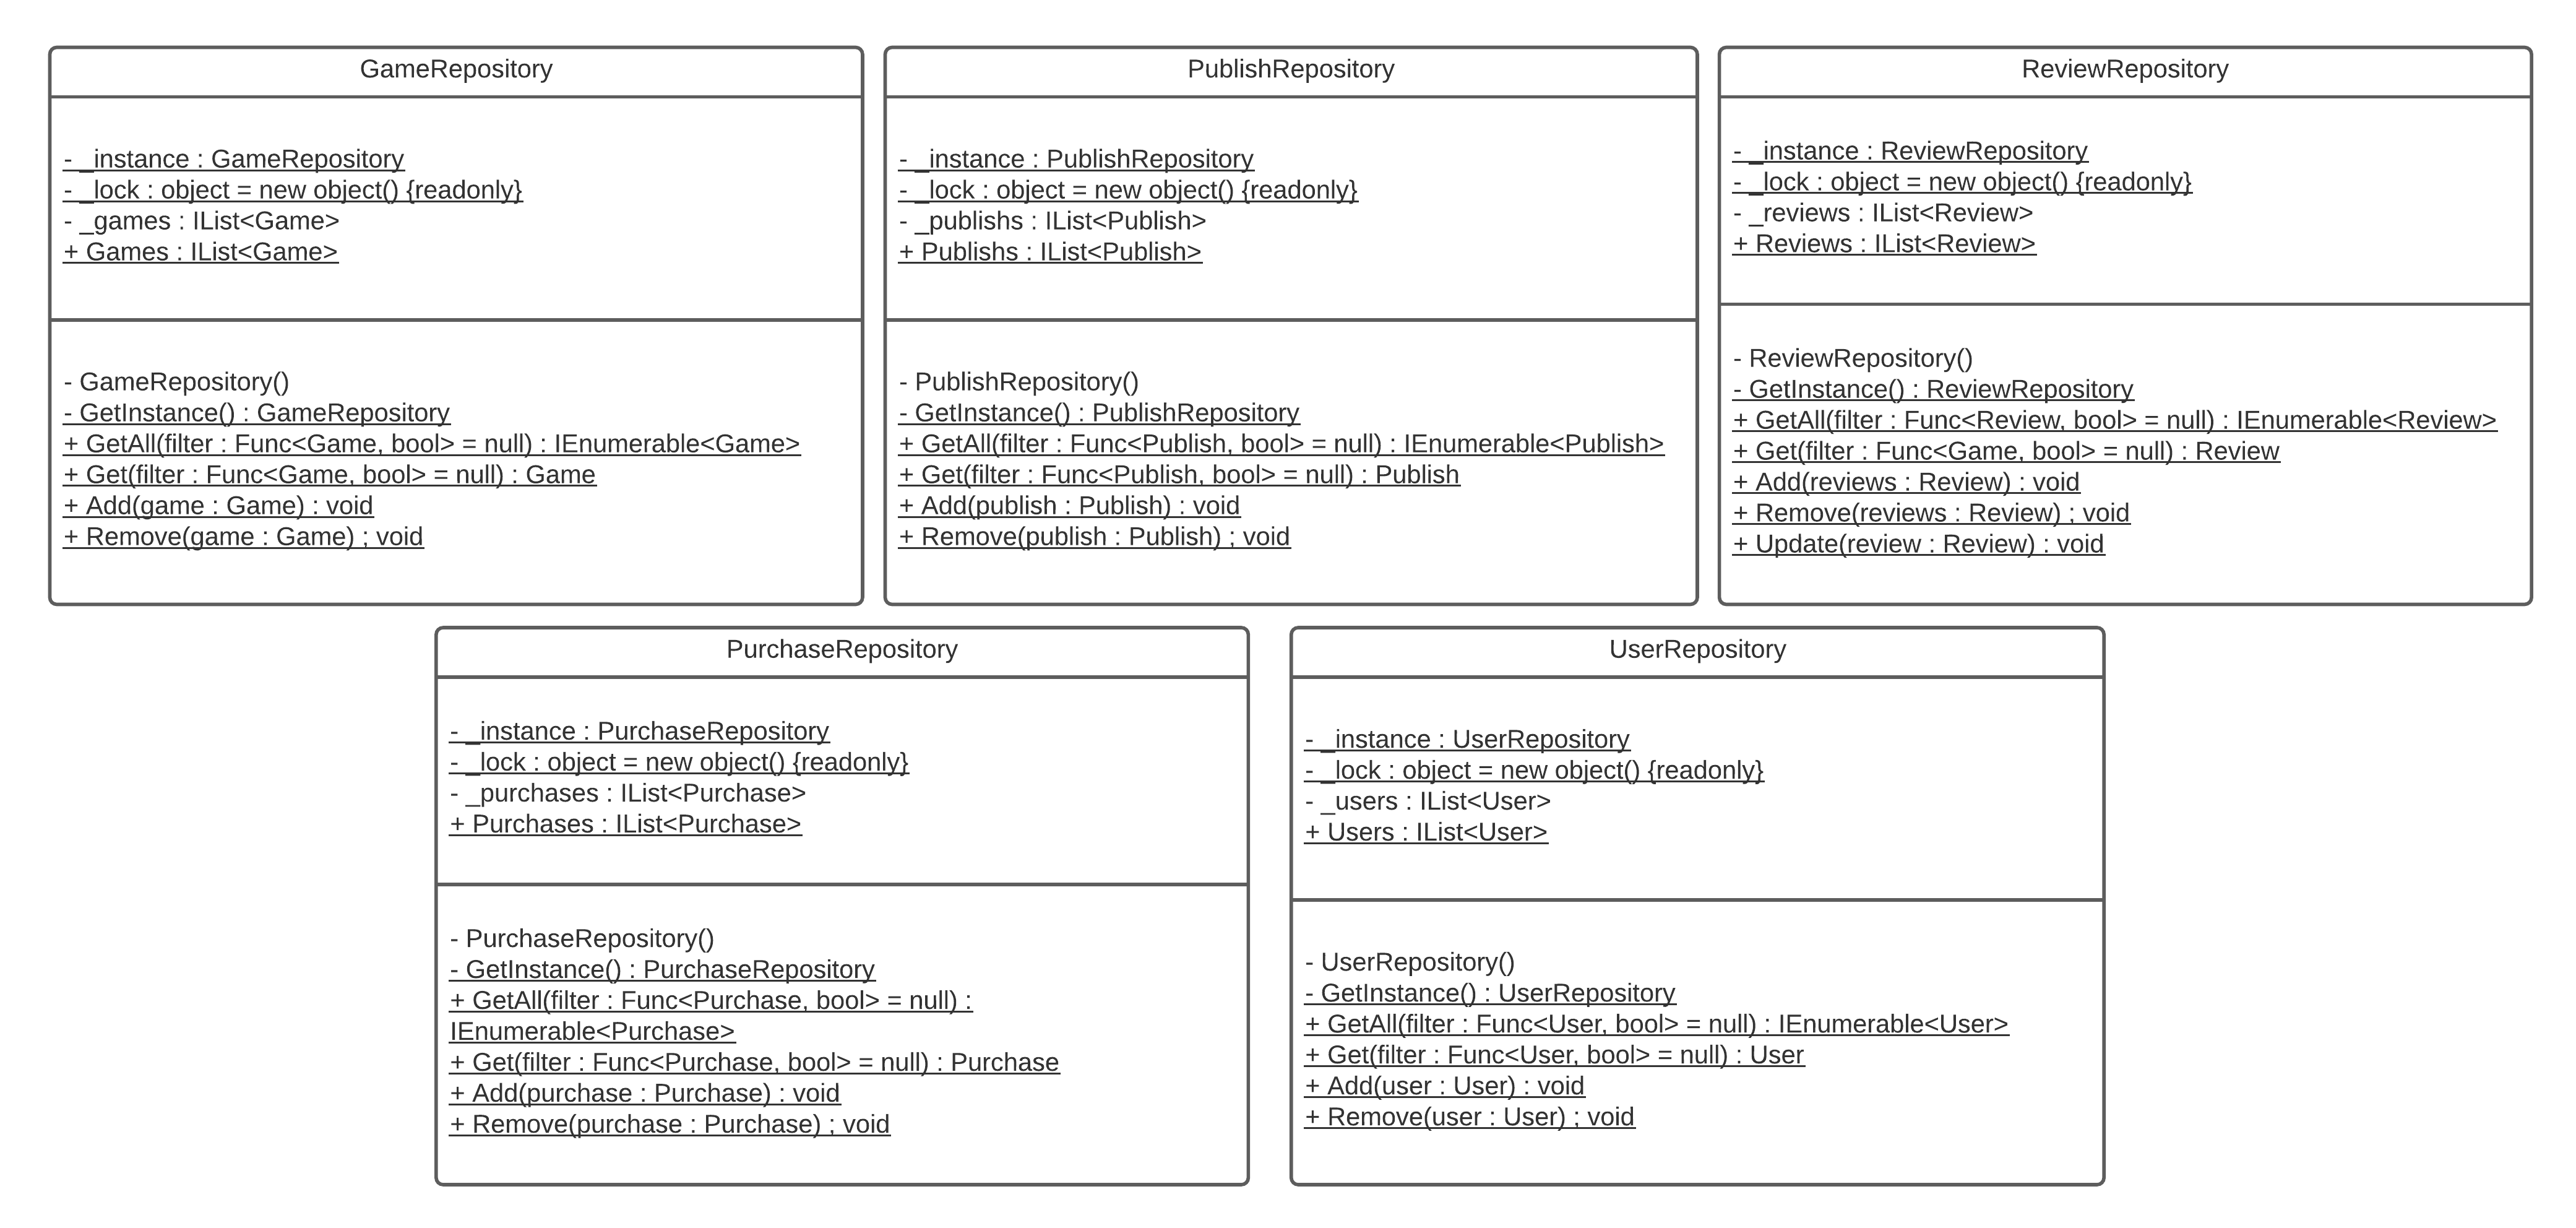 GameRepository
- _instance : GameRepository
- _lock : object = new object() {readonly}
- _games : IList<Game>
+ Games : IList<Game>
- GameRepository()
- GetInstance() : GameRepository
+ GetAll(filter : Func<Game, bool> = null) : IEnumerable<Game>
+ Get(filter : Func<Game, bool> = null) : Game
+ Add(game : Game) : void
+ Remove(game : Game) ; void
PublishRepository
- _instance : PublishRepository
- _lock : object = new object() {readonly}
- _publishs : IList<Publish>
+ Publishs : IList<Publish>
- PublishRepository()
- GetInstance() : PublishRepository
+ GetAll(filter : Func<Publish, bool> = null) : IEnumerable<Publish>
+ Get(filter : Func<Publish, bool> = null) : Publish
+ Add(publish : Publish) : void
+ Remove(publish : Publish) ; void
ReviewRepository
- _instance : ReviewRepository
- _lock : object = new object() {readonly}
- _reviews : IList<Review>
+ Reviews : IList<Review>
- ReviewRepository()
- GetInstance() : ReviewRepository
+ GetAll(filter : Func<Review, bool> = null) : IEnumerable<Review>
+ Get(filter : Func<Game, bool> = null) : Review
+ Add(reviews : Review) : void
+ Remove(reviews : Review) ; void
+ Update(review : Review) : void
PurchaseRepository
- _instance : PurchaseRepository
- _lock : object = new object() {readonly}
- _purchases : IList<Purchase>
+ Purchases : IList<Purchase>
- PurchaseRepository()
- GetInstance() : PurchaseRepository
+ GetAll(filter : Func<Purchase, bool> = null) :
IEnumerable<Purchase>
+ Get(filter : Func<Purchase, bool> = null) : Purchase
+ Add(purchase : Purchase) : void
+ Remove(purchase : Purchase) ; void
UserRepository
- _instance : UserRepository
- _lock : object = new object() {readonly}
- _users : IList<User>
+ Users : IList<User>
- UserRepository()
- GetInstance() : UserRepository
+ GetAll(filter : Func<User, bool> = null) : IEnumerable<User>
+ Get(filter : Func<User, bool> = null) : User
+ Add(user : User) : void
+ Remove(user : User) ; void